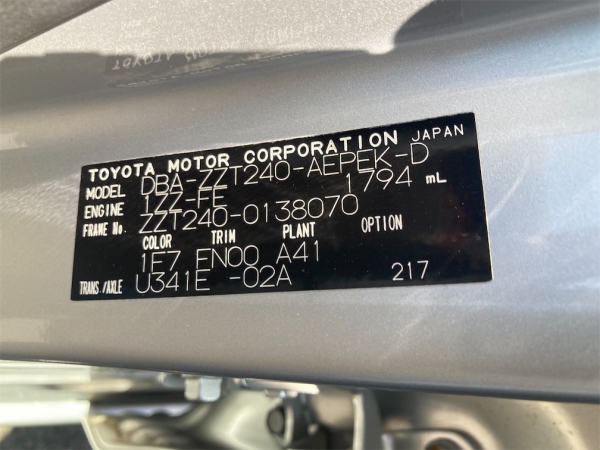 TOYOTA MOTOR CORPORATION JAPAN
MODEL DBA-ZZT240-AEPEK-D
ENGINE 1ZZ-FE 1794 mL
FRAME No. ZZT240-0138070
COLOR TRIM PLANT OPTION
1E7 EN00 A41
TRANS./AXLE U341E -02A 217